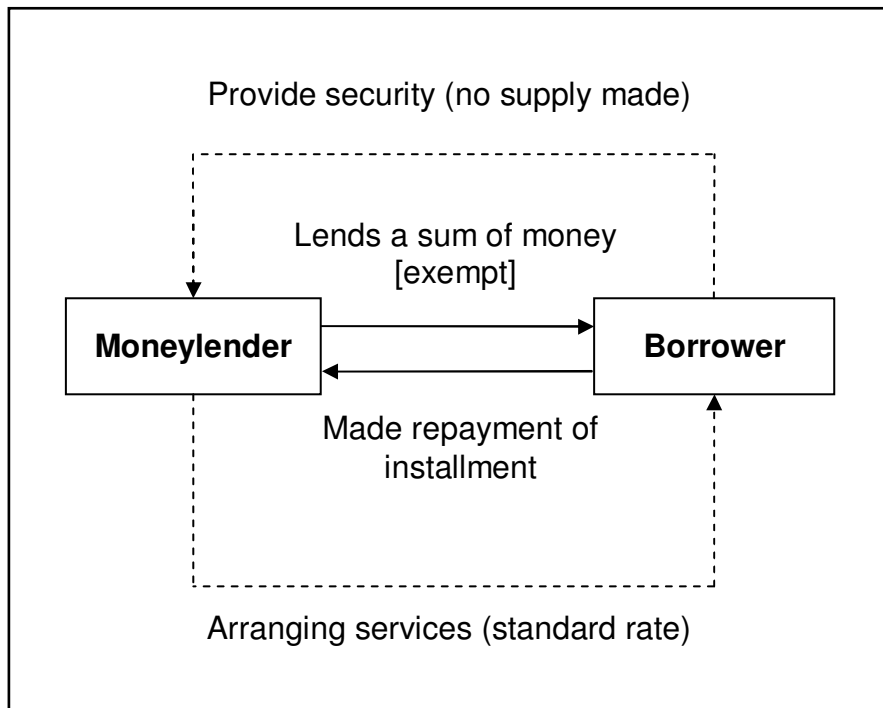 Provide security (no supply made)
Lends a sum of money
[exempt]
Moneylender
Borrower
Made repayment of
installment
Arranging services (standard rate)